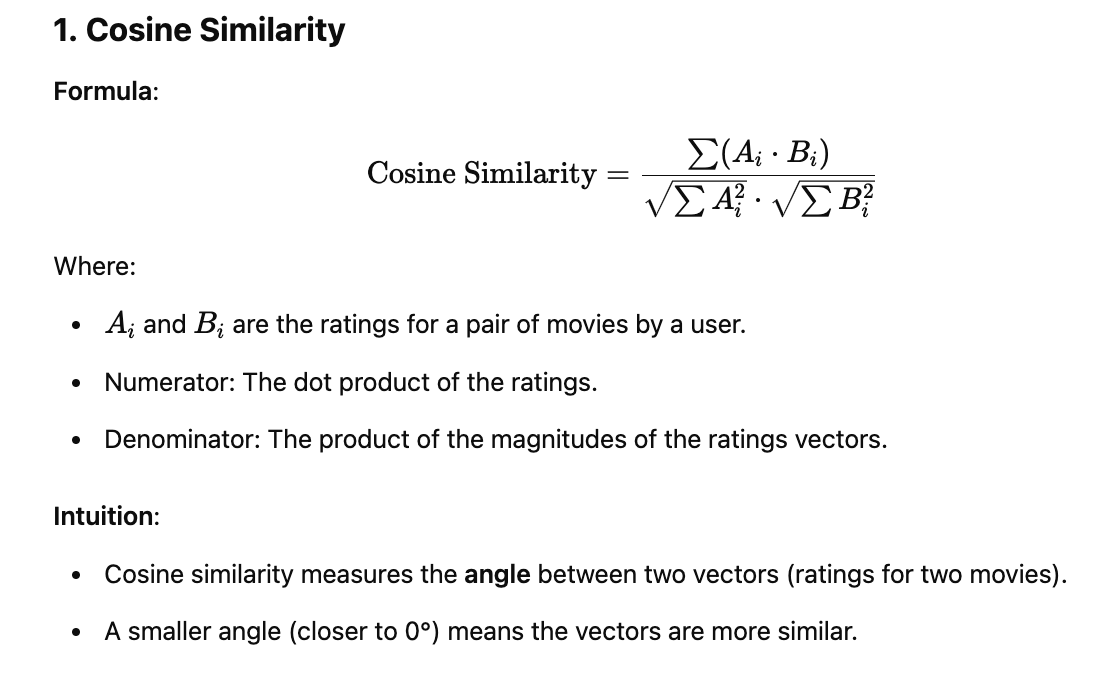 1. Cosine Similarity
Formula:
Cosine Similarity = \frac{\sum (A_i \cdot B_i)}{\sqrt{\sum A_i^2} \cdot \sqrt{\sum B_i^2}}
Where:
• A_i and B_i are the ratings for a pair of movies by a user.
• Numerator: The dot product of the ratings.
• Denominator: The product of the magnitudes of the ratings vectors.
Intuition:
• Cosine similarity measures the angle between two vectors (ratings for two movies).
• A smaller angle (closer to 0°) means the vectors are more similar.